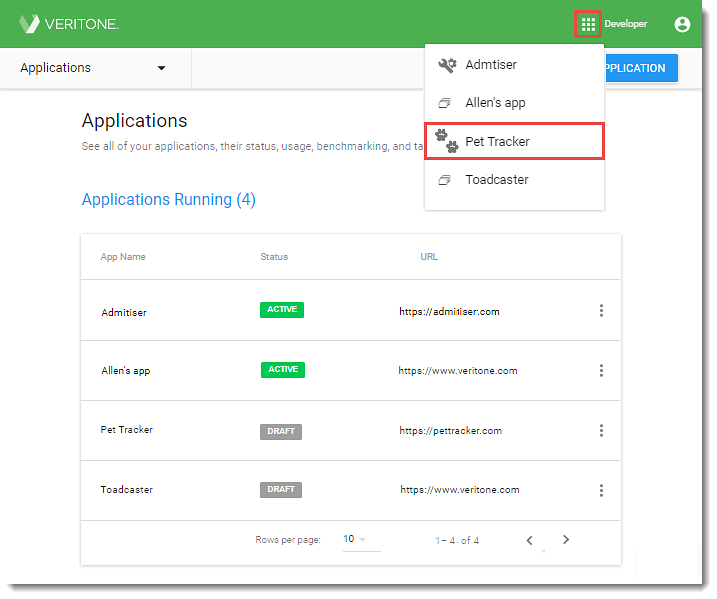 VERITONE.
Developer
Applications
Admtiser
PPLICATION
Allen's app
Pet Tracker
Toadcaster
Applications
See all of your applications, their status, usage, benchmarking, and ta
Applications Running (4)
App Name Status URL
Admitiser ACTIVE https://admitiser.com
Allen's app ACTIVE https://www.veritone.com
Pet Tracker DRAFT https://pettracker.com
Toadcaster DRAFT https://www.veritone.com
Rows per page: 10 1–4 of 4